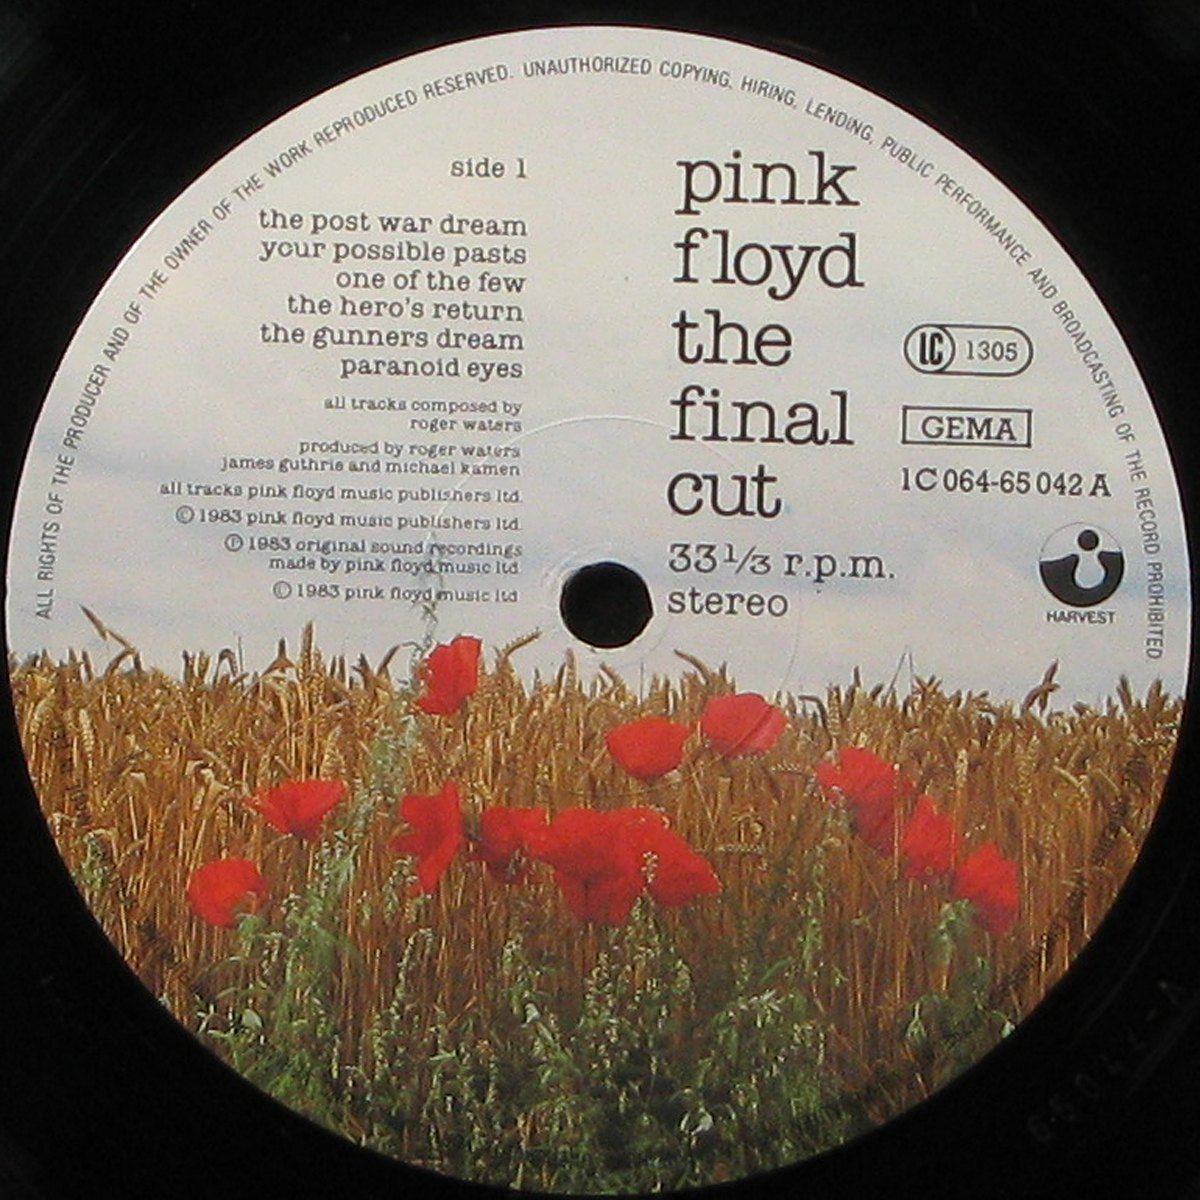 ALL RIGHTS OF THE PRODUCER AND OF THE OWNER OF THE WORK REPRODUCED RESERVED. UNAUTHORIZED COPYING, HIRING, LENDING, PUBLIC PERFORMANCE AND BROADCASTING OF THE RECORD PROHIBITED
side 1
the post war dream
your possible pasts
one of the few
the hero's return
the gunners dream
paranoid eyes
all tracks composed by
roger waters
produced by roger waters
james guthrie and michael kamen
all tracks pink floyd music publishers ltd.
© 1983 pink floyd music publishers ltd.
℗ 1983 original sound recordings
made by pink floyd music ltd
© 1983 pink floyd music ltd
pink
floyd
the
final
cut
33 1/3 r.p.m.
stereo
LC 1305
GEMA
1C 064-65 042 A
HARVEST